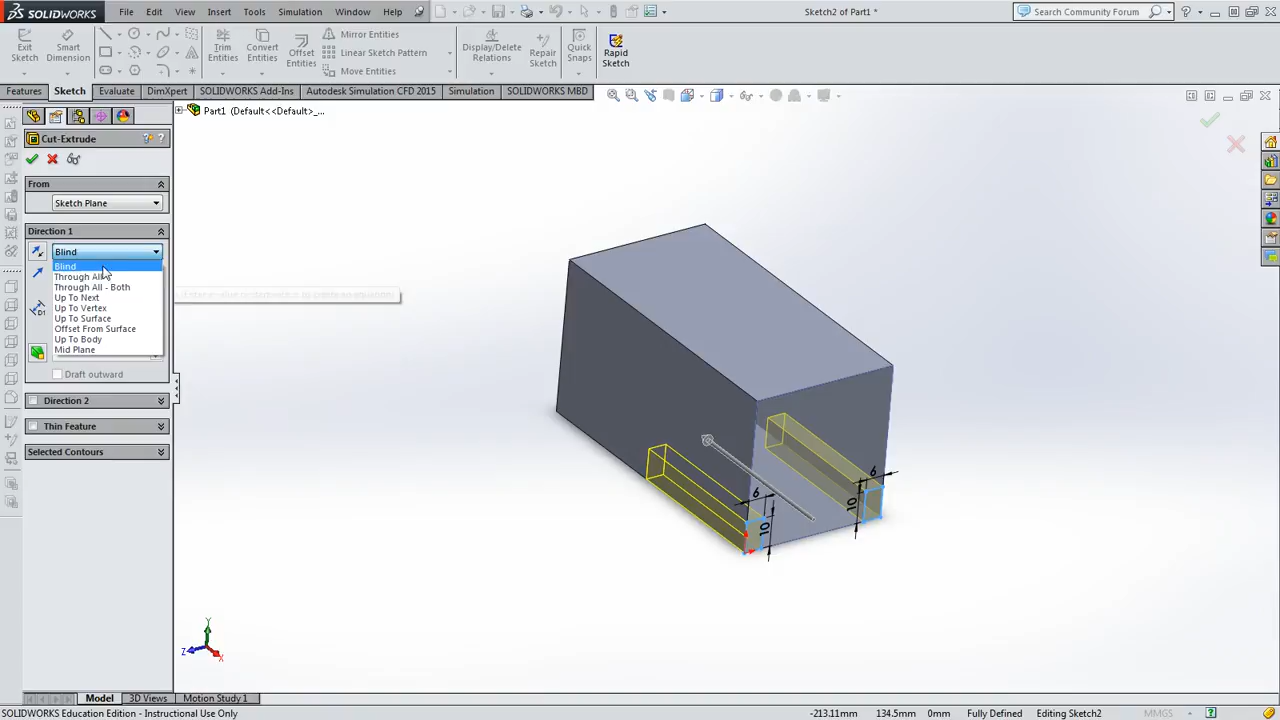 SOLIDWORKS File Edit View Insert Tools Simulation Window Help Sketch2 of Part1 * Search Community Forum
Exit Sketch Smart Dimension Trim Entities Convert Entities Offset Entities Mirror Entities Linear Sketch Pattern Move Entities Display/Delete Relations Repair Sketch Quick Snaps Rapid Sketch
Features Sketch Evaluate DimXpert SOLIDWORKS Add-Ins Autodesk Simulation CFD 2015 Simulation SOLIDWORKS MBD
Part1 (Default<<Default>_...
Cut-Extrude
From
Sketch Plane
Direction 1
Blind
Blind
Through All
Through All - Both
Up To Next
Up To Vertex
Up To Surface
Offset From Surface
Up To Body
Mid Plane
D1
Draft outward
Direction 2
Thin Feature
Selected Contours
6
10
6
10
Y
Z
X
Model 3D Views Motion Study 1
SOLIDWORKS Education Edition - Instructional Use Only -213.11mm 134.5mm 0mm Fully Defined Editing Sketch2 MMGS